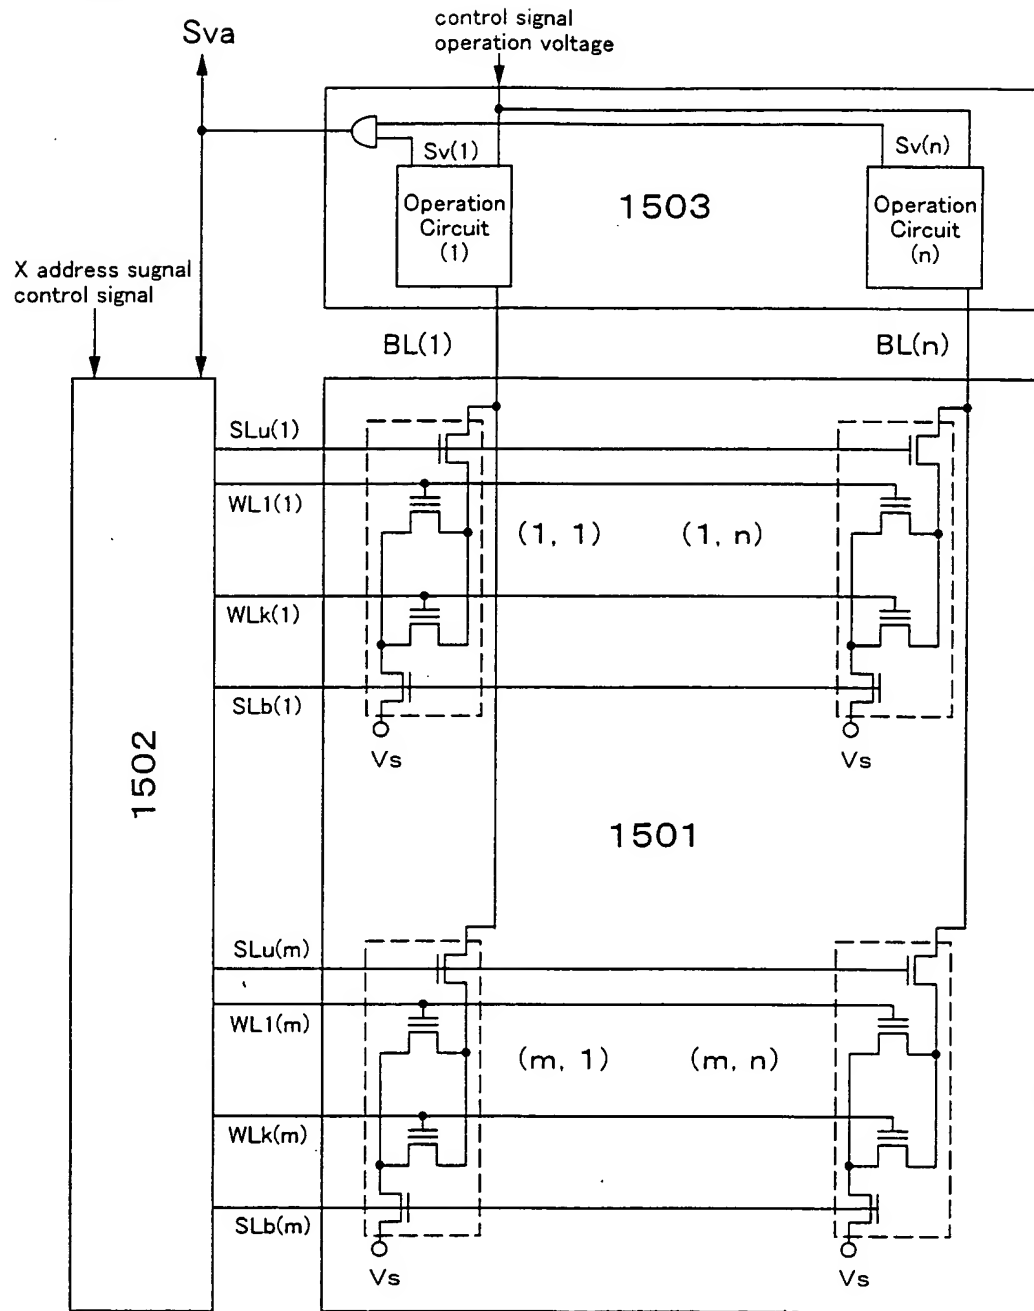 control signal
operation voltage
Sva
Sv(1)
Sv(n)
Operation
Circuit
(1)
1503
Operation
Circuit
(n)
X address sugnal
control signal
BL(1)
BL(n)
SLu(1)
WL1(1)
(1, 1)
(1, n)
WLk(1)
SLb(1)
Vs
Vs
1502
1501
SLu(m)
WL1(m)
(m, 1)
(m, n)
WLk(m)
SLb(m)
Vs
Vs